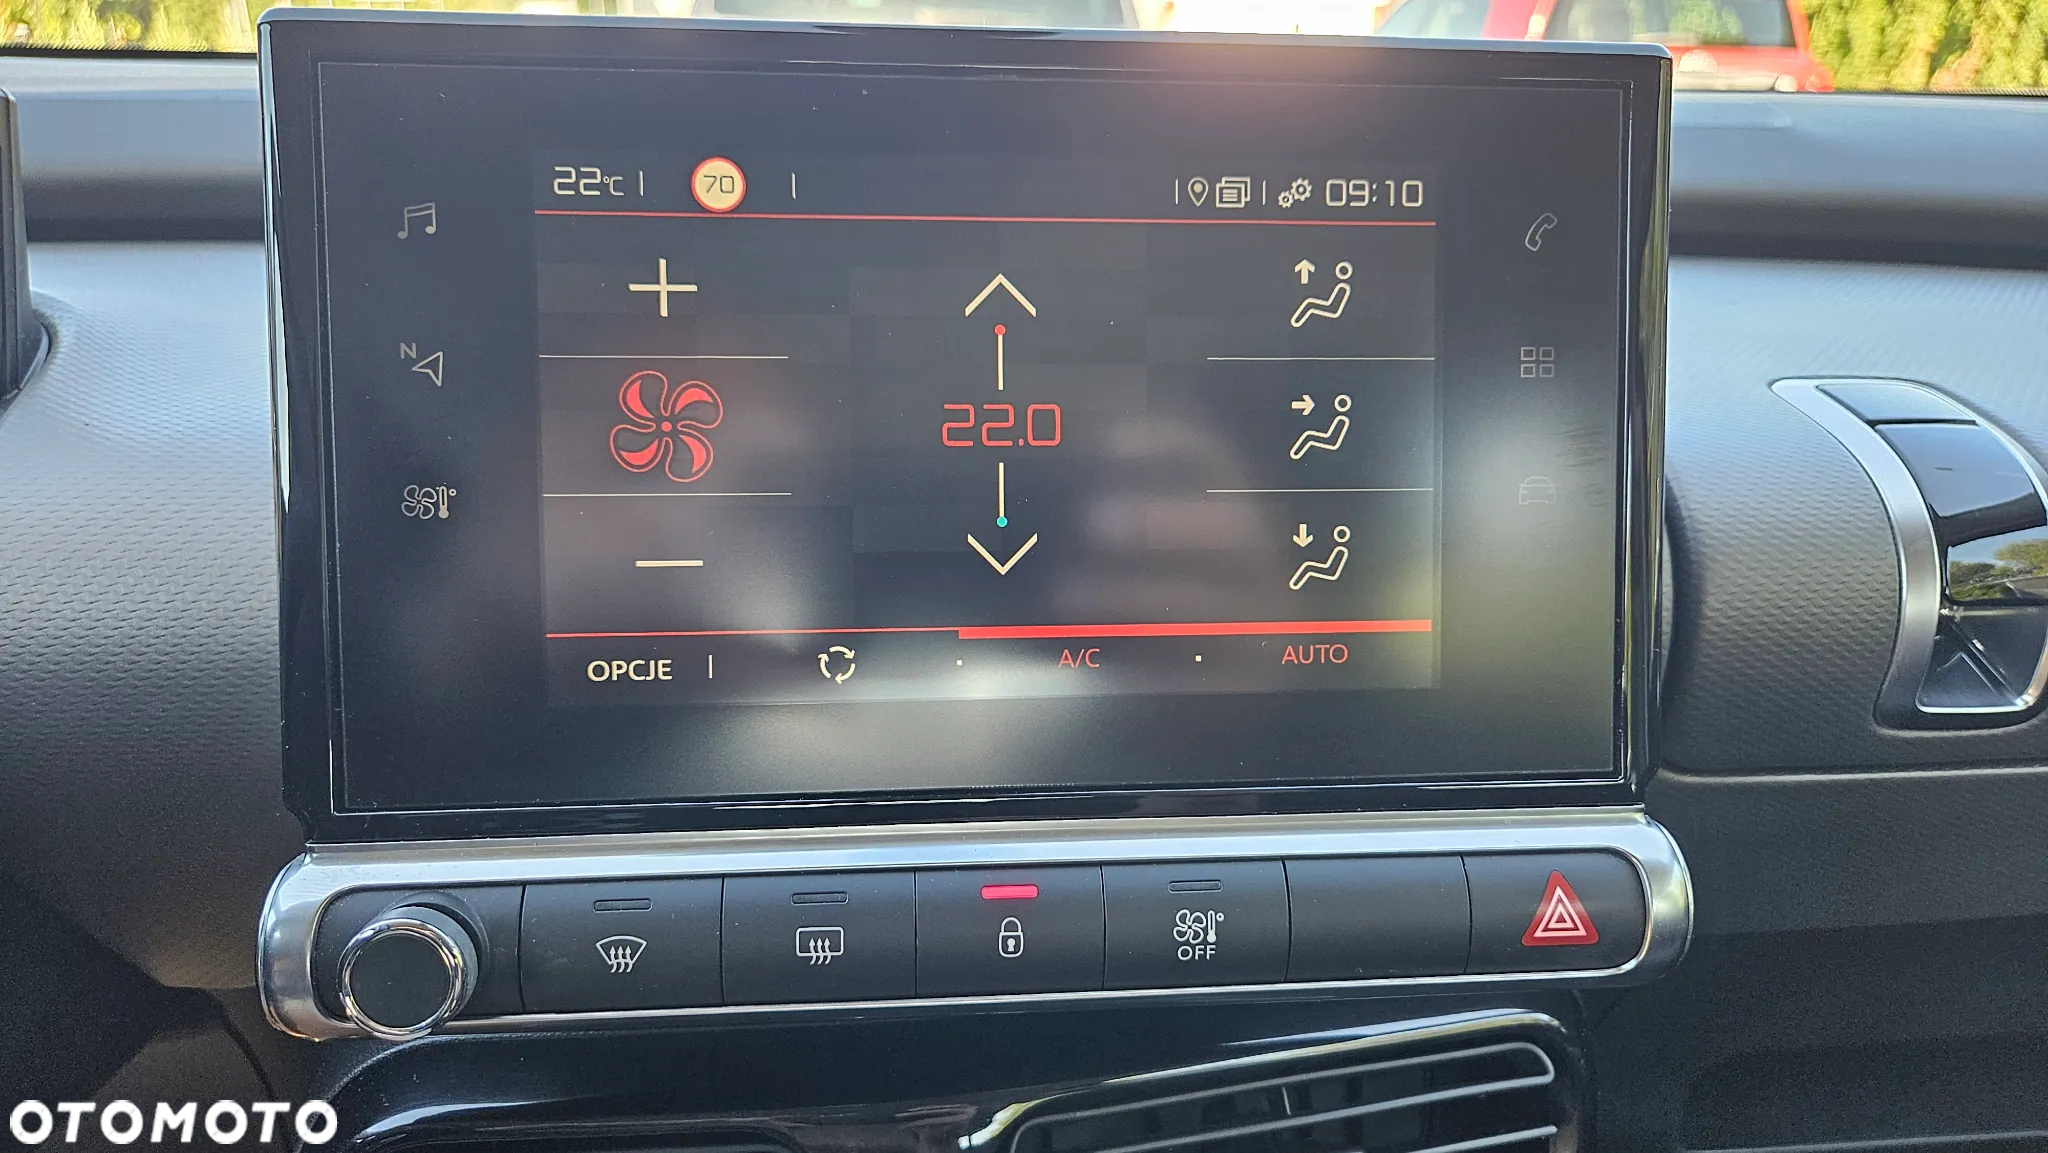 22°C
70
09:10
N
22.0
OPCJE
A/C
AUTO
OFF
OTOMOTO